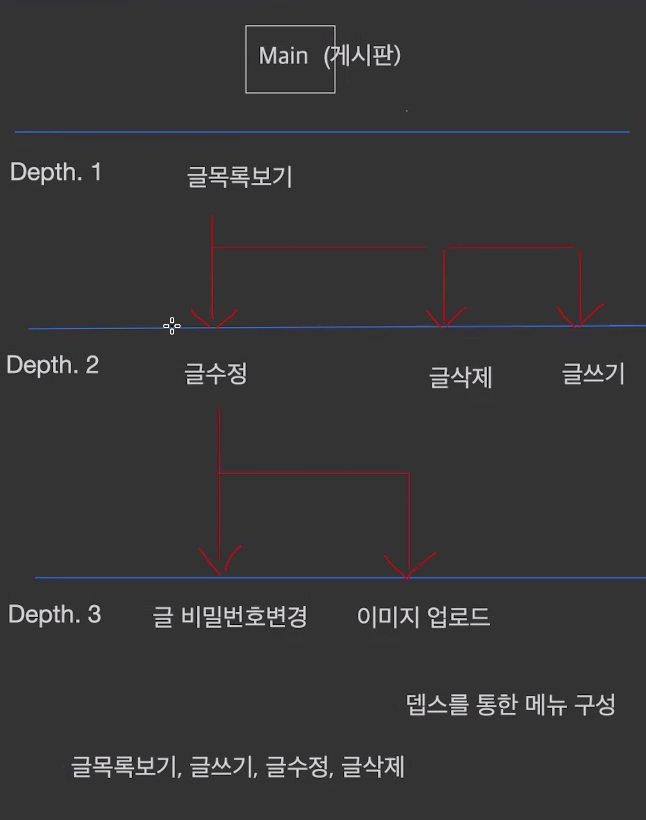 Main (게시판)
Depth. 1 글목록보기
Depth. 2 글수정 글삭제 글쓰기
Depth. 3 글 비밀번호변경 이미지 업로드
뎁스를 통한 메뉴 구성
글목록보기, 글쓰기, 글수정, 글삭제